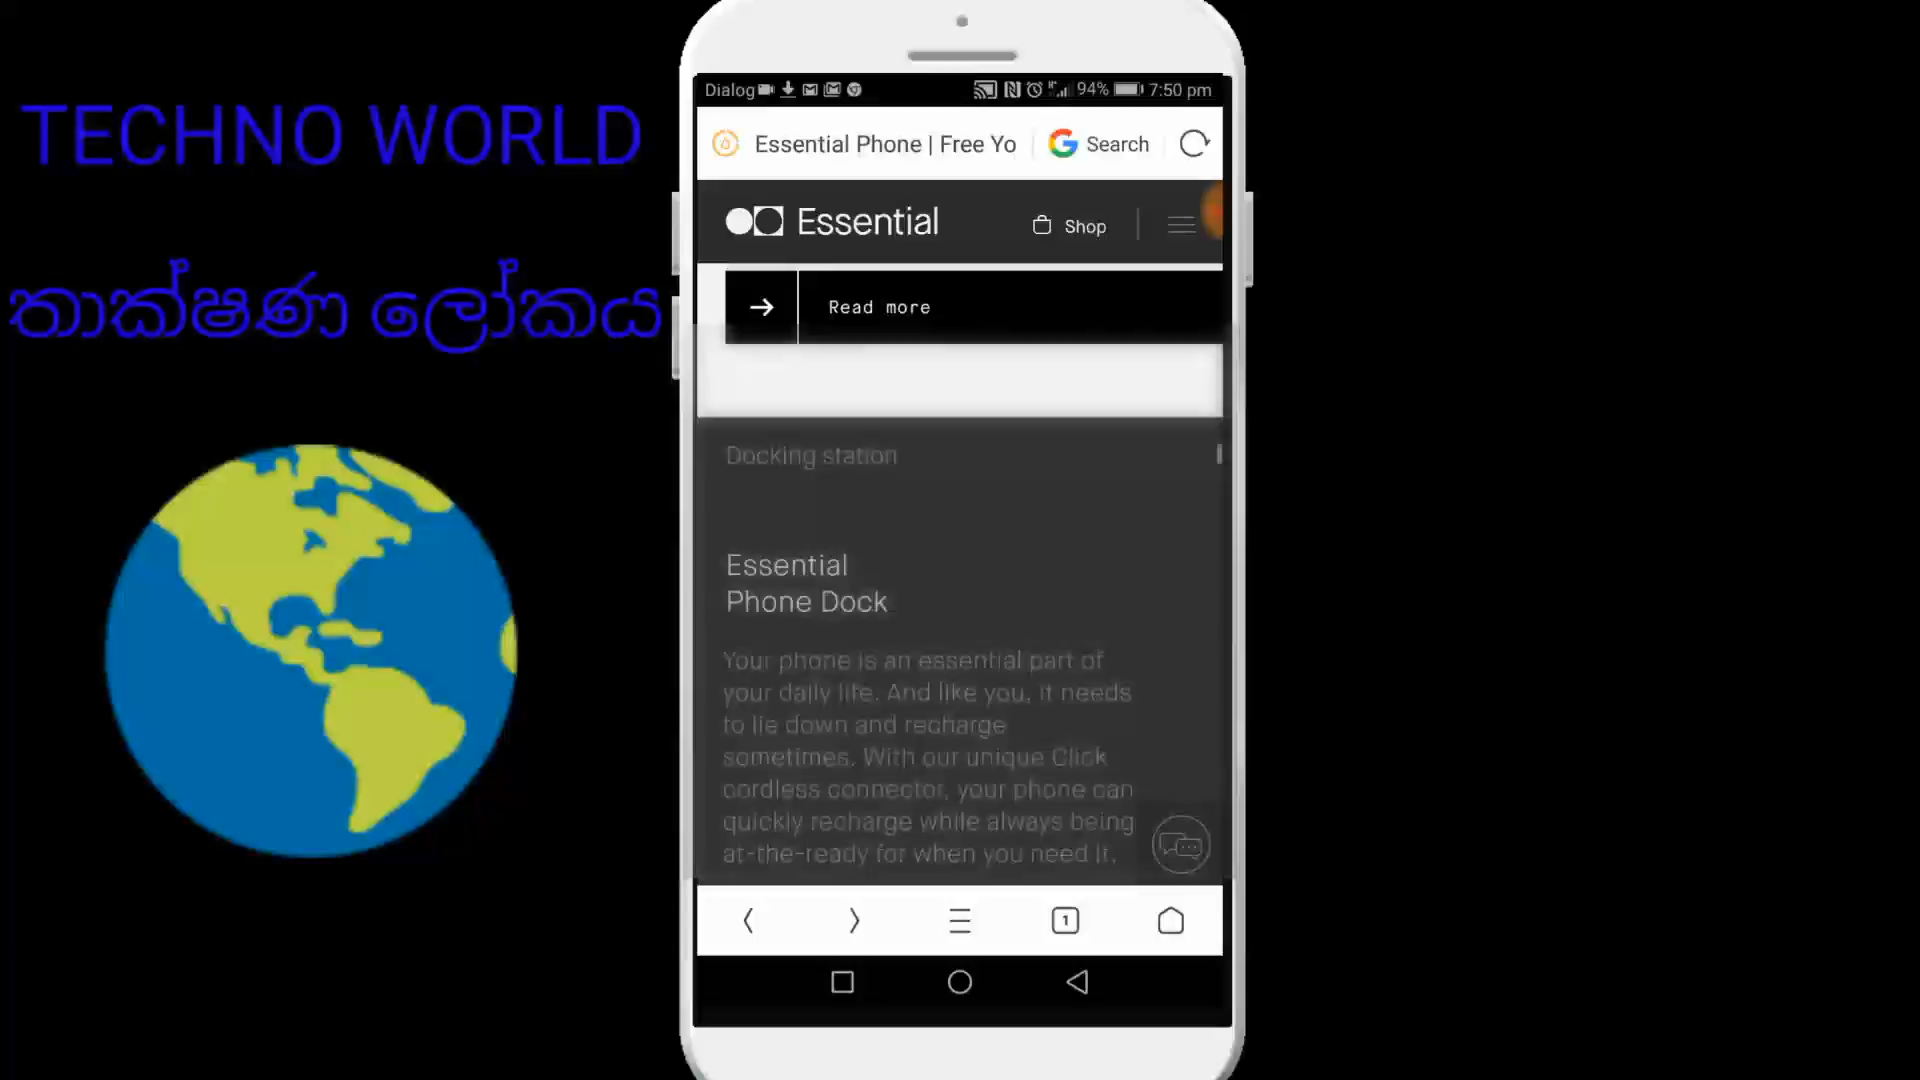 TECHNO WORLD
තාක්ෂණ ලෝකය
Dialog 94% 7:50 pm
Essential Phone | Free Yo Search
Essential Shop
Read more
Docking station
Essential
Phone Dock
Your phone is an essential part of
your daily life. And like you, it needs
to lie down and recharge
sometimes. With our unique Click
cordless connector, your phone can
quickly recharge while always being
at-the-ready for when you need it.
1